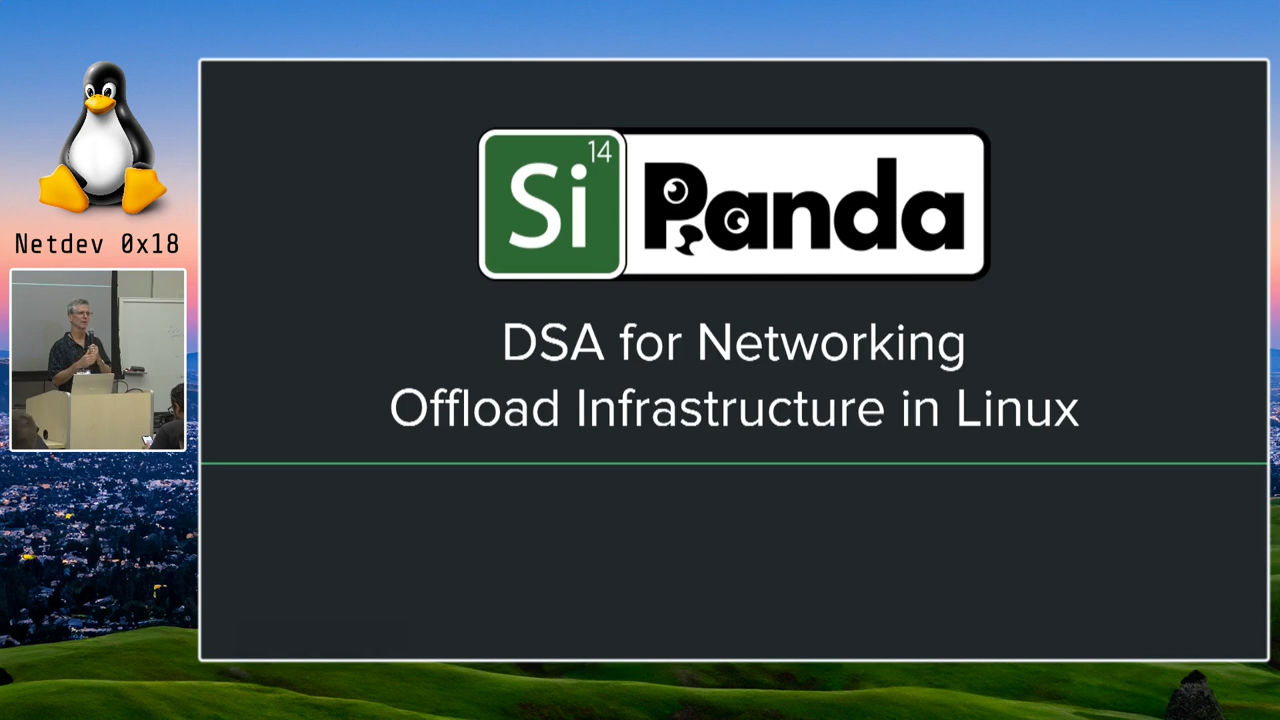 Netdev 0x18
Si 14
Panda
DSA for Networking
Offload Infrastructure in Linux